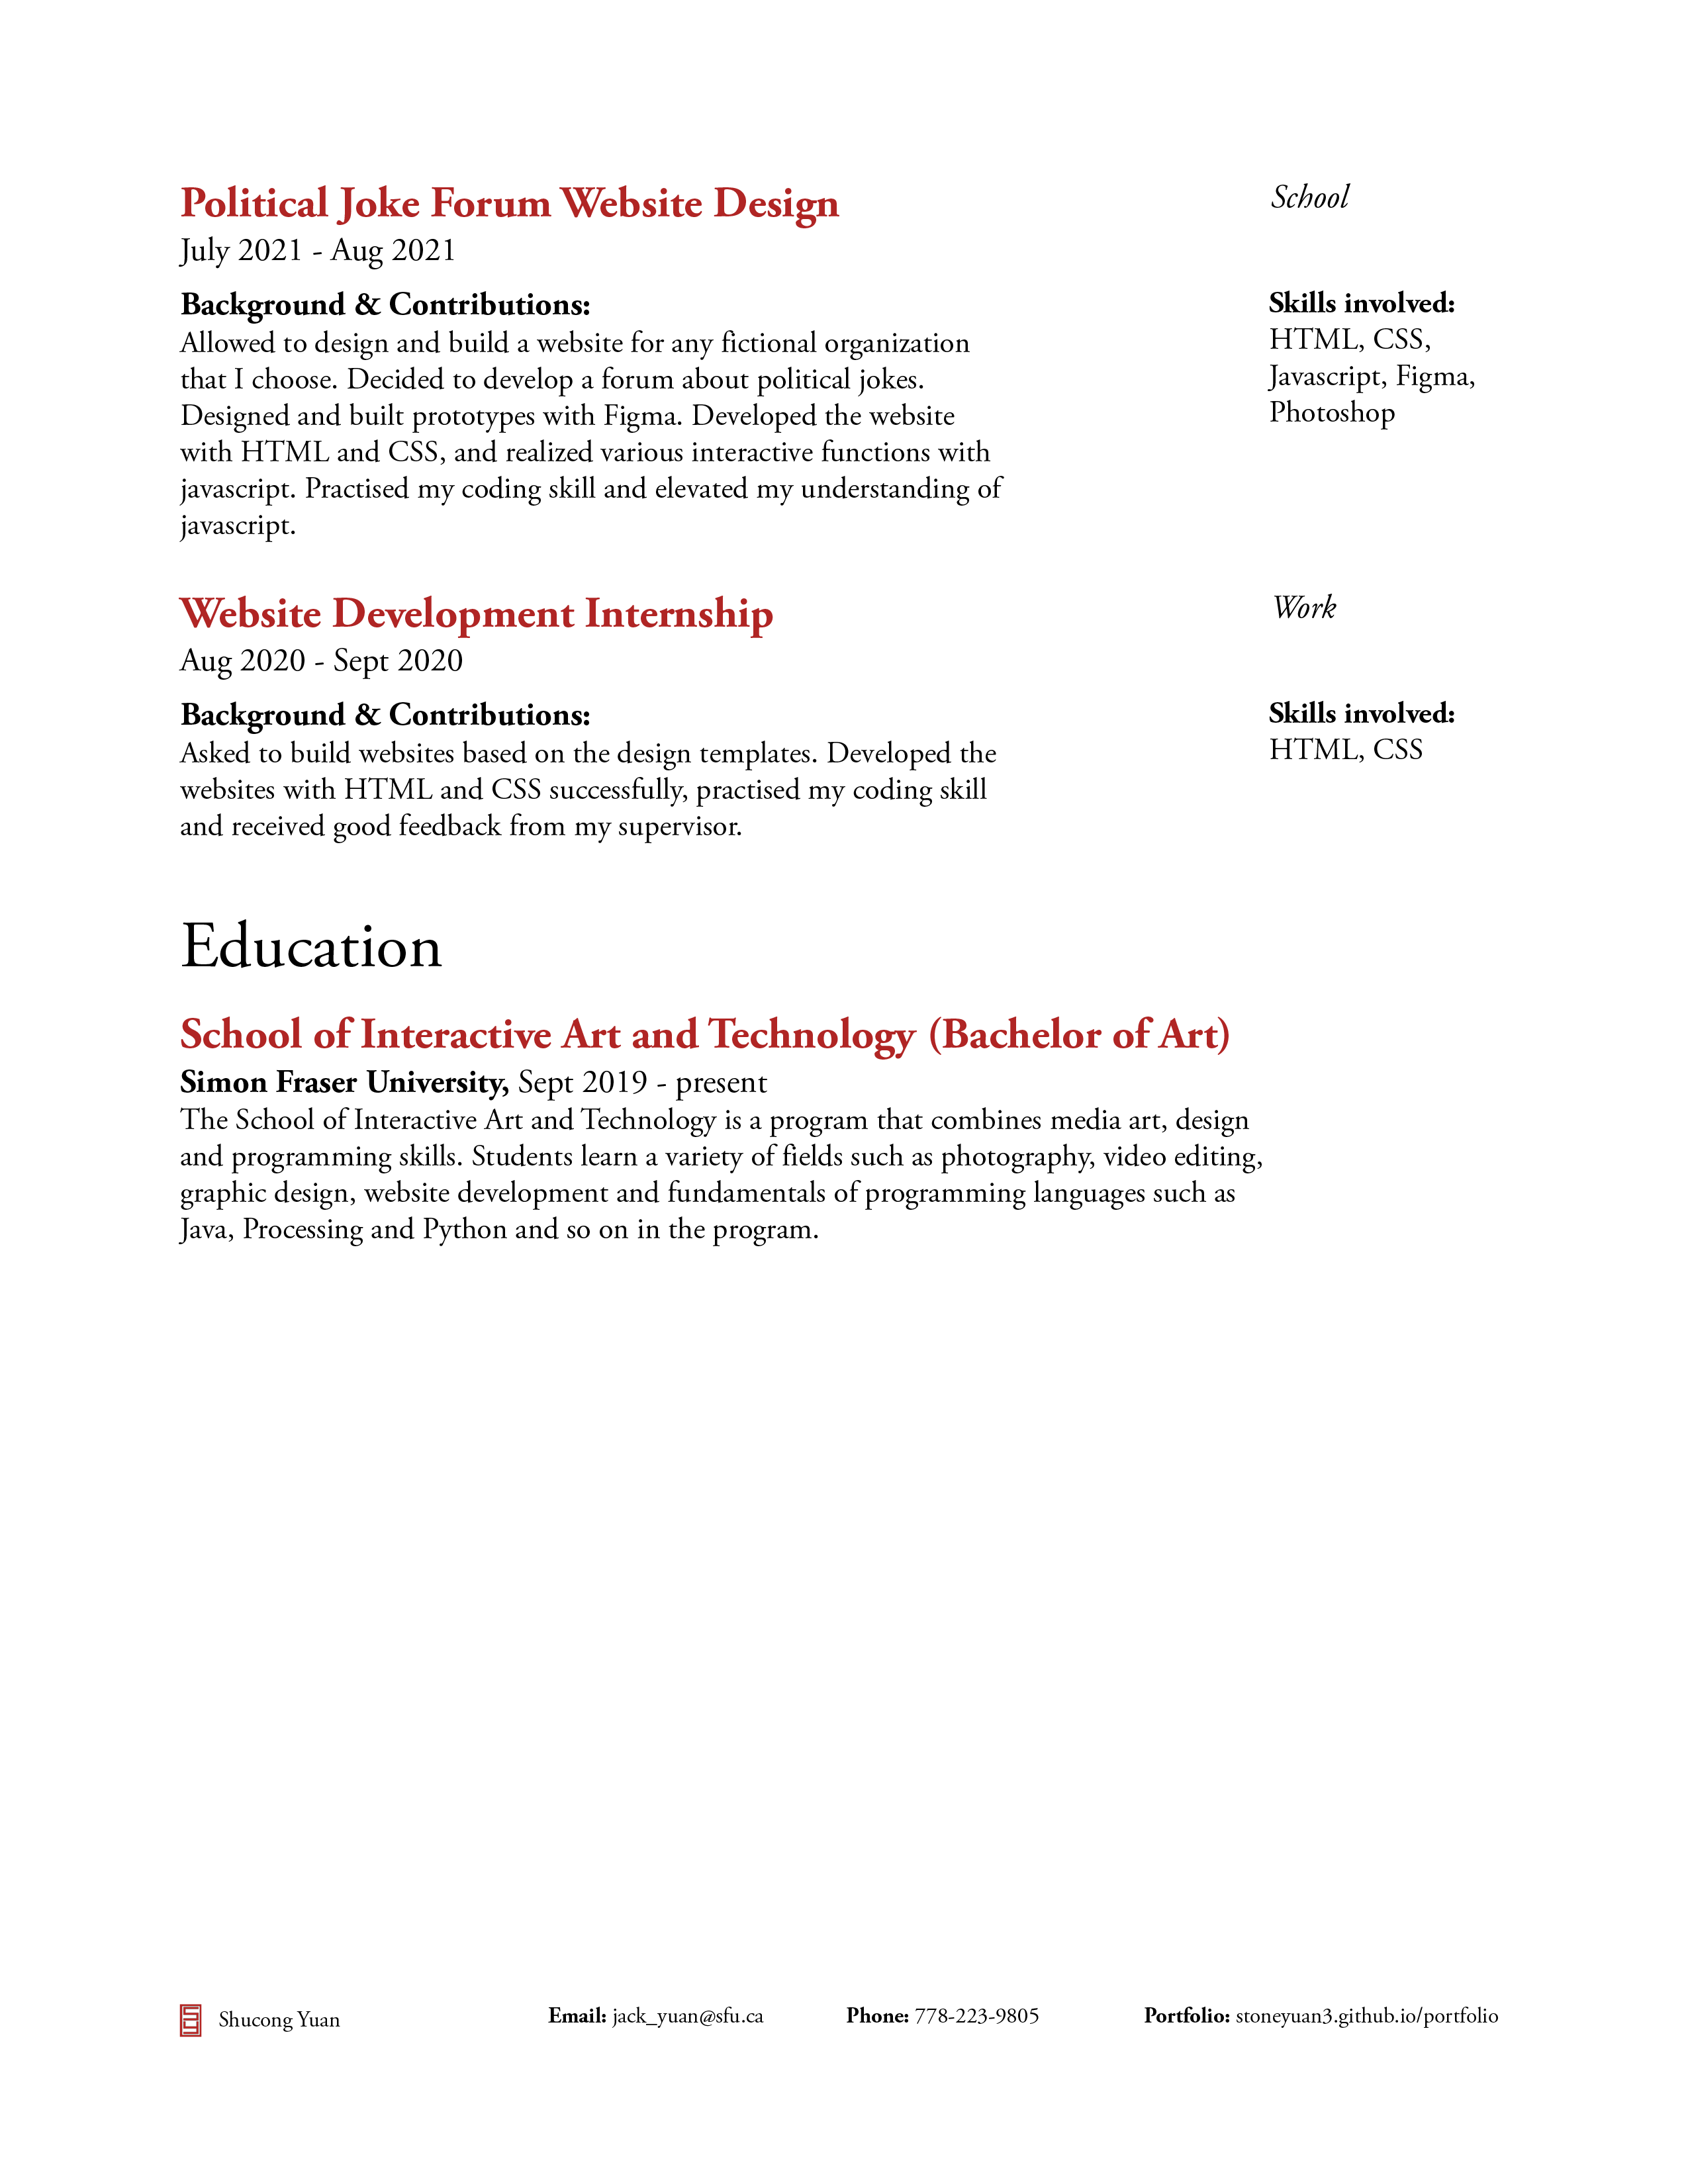 Political Joke Forum Website Design
School
July 2021 - Aug 2021
Background & Contributions:
Allowed to design and build a website for any fictional organization
that I choose. Decided to develop a forum about political jokes.
Designed and built prototypes with Figma. Developed the website
with HTML and CSS, and realized various interactive functions with
javascript. Practised my coding skill and elevated my understanding of
javascript.
Skills involved:
HTML, CSS,
Javascript, Figma,
Photoshop
Website Development Internship
Work
Aug 2020 - Sept 2020
Background & Contributions:
Asked to build websites based on the design templates. Developed the
websites with HTML and CSS successfully, practised my coding skill
and received good feedback from my supervisor.
Skills involved:
HTML, CSS
Education
School of Interactive Art and Technology (Bachelor of Art)
Simon Fraser University, Sept 2019 - present
The School of Interactive Art and Technology is a program that combines media art, design
and programming skills. Students learn a variety of fields such as photography, video editing,
graphic design, website development and fundamentals of programming languages such as
Java, Processing and Python and so on in the program.
Shucong Yuan
Email: jack_yuan@sfu.ca
Phone: 778-223-9805
Portfolio: stoneyuan3.github.io/portfolio